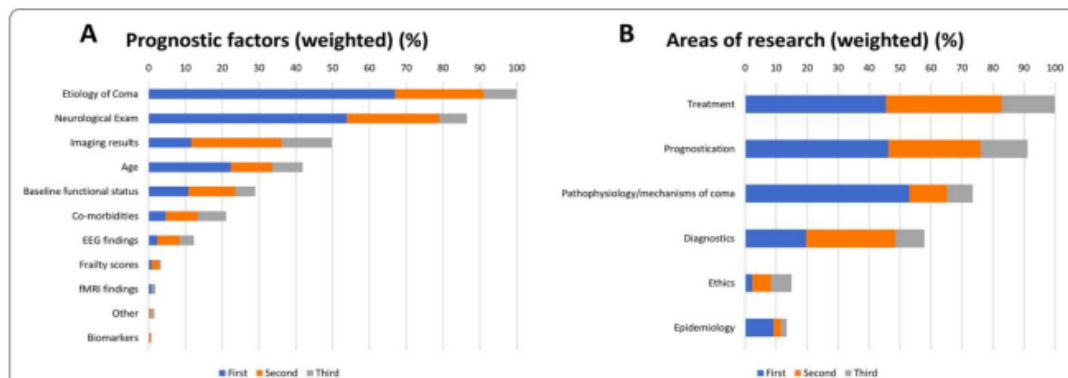 A Prognostic factors (weighted) (%)
0 10 20 30 40 50 60 70 80 90 100
Etiology of Coma
Neurological Exam
Imaging results
Age
Baseline functional status
Co-morbidities
EEG findings
Frailty scores
fMRI findings
Other
Biomarkers
First Second Third
B Areas of research (weighted) (%)
0 10 20 30 40 50 60 70 80 90 100
Treatment
Prognostication
Pathophysiology/mechanisms of coma
Diagnostics
Ethics
Epidemiology
First Second Third